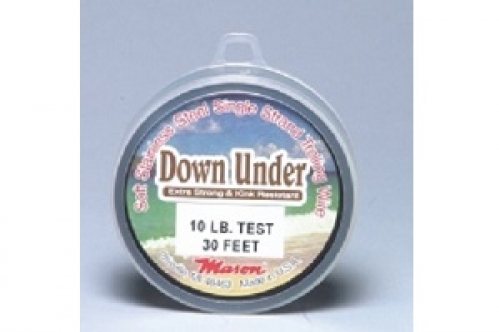 Soft Stainless Steel Single Strand Trolling Wire
Down Under
Extra Strong & Kink Resistant
10 LB. TEST
30 FEET
Mason
Made in U.S.A.